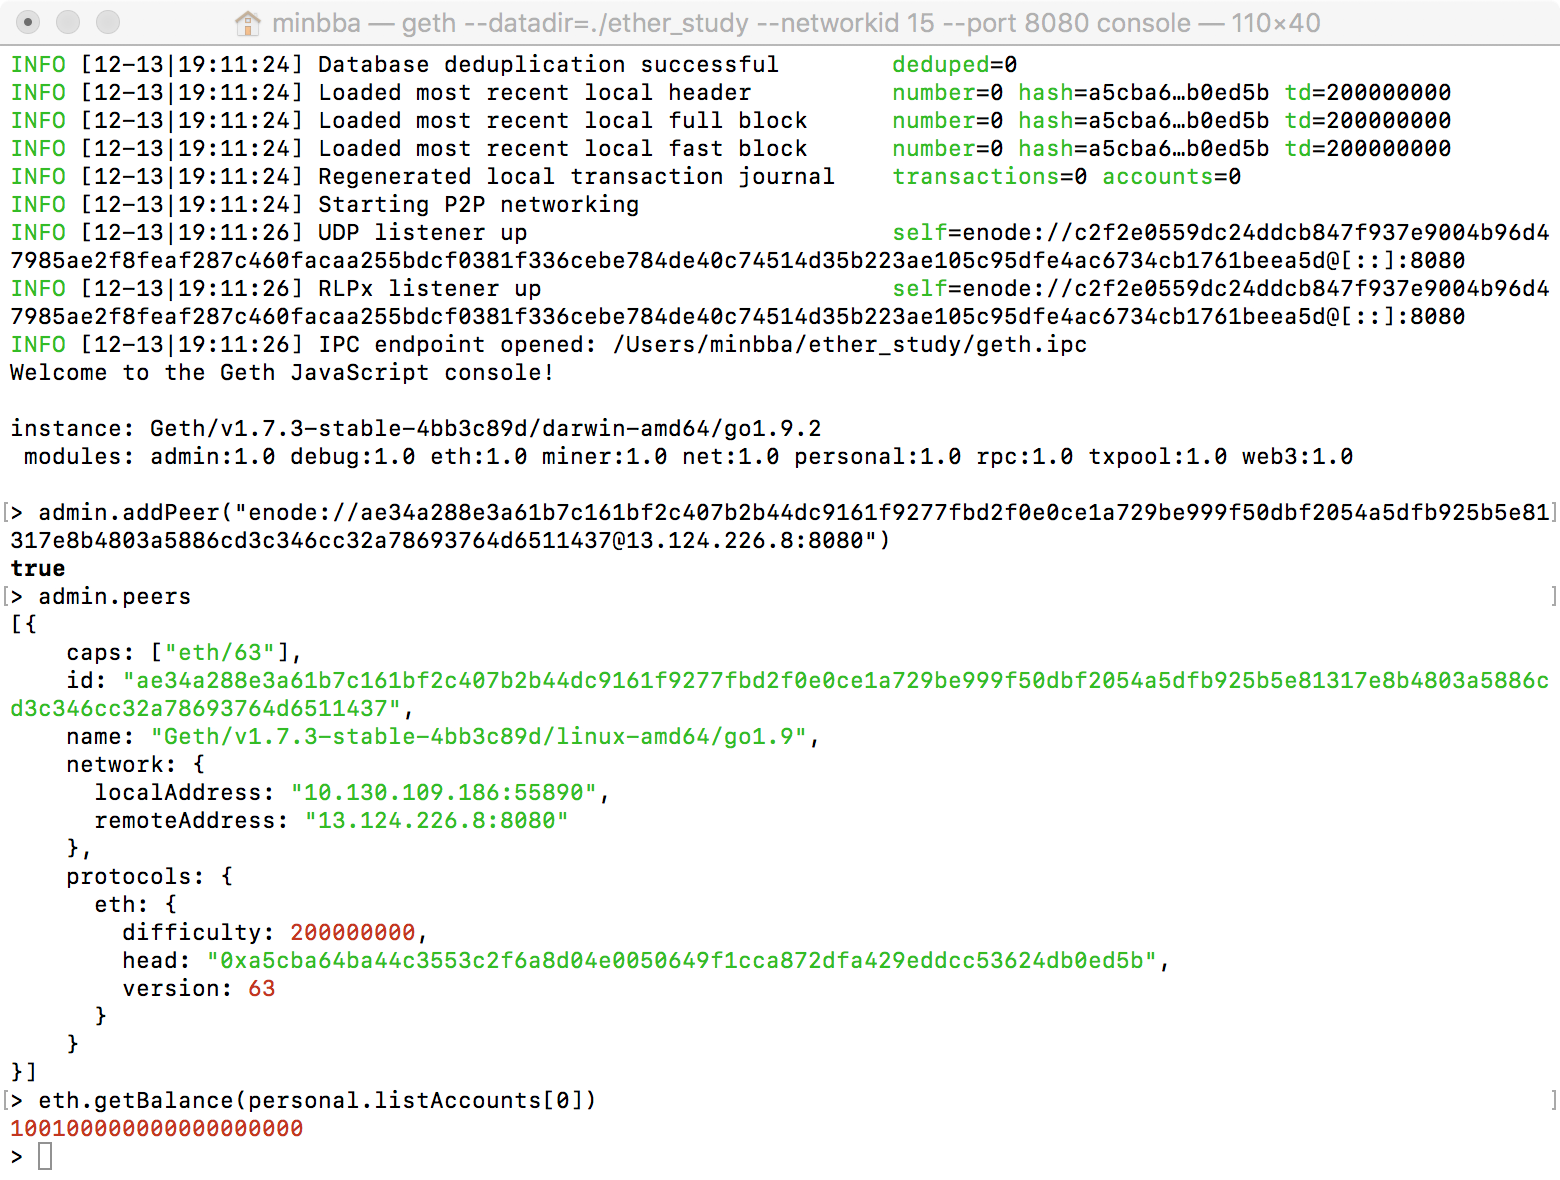 minbba — geth --datadir=./ether_study --networkid 15 --port 8080 console — 110×40
INFO [12-13|19:11:24] Database deduplication successful        deduped=0
INFO [12-13|19:11:24] Loaded most recent local header          number=0 hash=a5cba6…b0ed5b td=200000000
INFO [12-13|19:11:24] Loaded most recent local full block      number=0 hash=a5cba6…b0ed5b td=200000000
INFO [12-13|19:11:24] Loaded most recent local fast block      number=0 hash=a5cba6…b0ed5b td=200000000
INFO [12-13|19:11:24] Regenerated local transaction journal    transactions=0 accounts=0
INFO [12-13|19:11:24] Starting P2P networking
INFO [12-13|19:11:26] UDP listener up                          self=enode://c2f2e0559dc24ddcb847f937e9004b96d4
7985ae2f8feaf287c460facaa255bdcf0381f336cebe784de40c74514d35b223ae105c95dfe4ac6734cb1761beea5d@[::]:8080
INFO [12-13|19:11:26] RLPx listener up                         self=enode://c2f2e0559dc24ddcb847f937e9004b96d4
7985ae2f8feaf287c460facaa255bdcf0381f336cebe784de40c74514d35b223ae105c95dfe4ac6734cb1761beea5d@[::]:8080
INFO [12-13|19:11:26] IPC endpoint opened: /Users/minbba/ether_study/geth.ipc
Welcome to the Geth JavaScript console!

instance: Geth/v1.7.3-stable-4bb3c89d/darwin-amd64/go1.9.2
 modules: admin:1.0 debug:1.0 eth:1.0 miner:1.0 net:1.0 personal:1.0 rpc:1.0 txpool:1.0 web3:1.0

[> admin.addPeer("enode://ae34a288e3a61b7c161bf2c407b2b44dc9161f9277fbd2f0e0ce1a729be999f50dbf2054a5dfb925b5e81]
317e8b4803a5886cd3c346cc32a78693764d6511437@13.124.226.8:8080")
true
[> admin.peers ]
[{
    caps: ["eth/63"],
    id: "ae34a288e3a61b7c161bf2c407b2b44dc9161f9277fbd2f0e0ce1a729be999f50dbf2054a5dfb925b5e81317e8b4803a5886c
d3c346cc32a78693764d6511437",
    name: "Geth/v1.7.3-stable-4bb3c89d/linux-amd64/go1.9",
    network: {
      localAddress: "10.130.109.186:55890",
      remoteAddress: "13.124.226.8:8080"
    },
    protocols: {
      eth: {
        difficulty: 200000000,
        head: "0xa5cba64ba44c3553c2f6a8d04e0050649f1cca872dfa429eddcc53624db0ed5b",
        version: 63
      }
    }
}]
[> eth.getBalance(personal.listAccounts[0]) ]
100100000000000000000
>